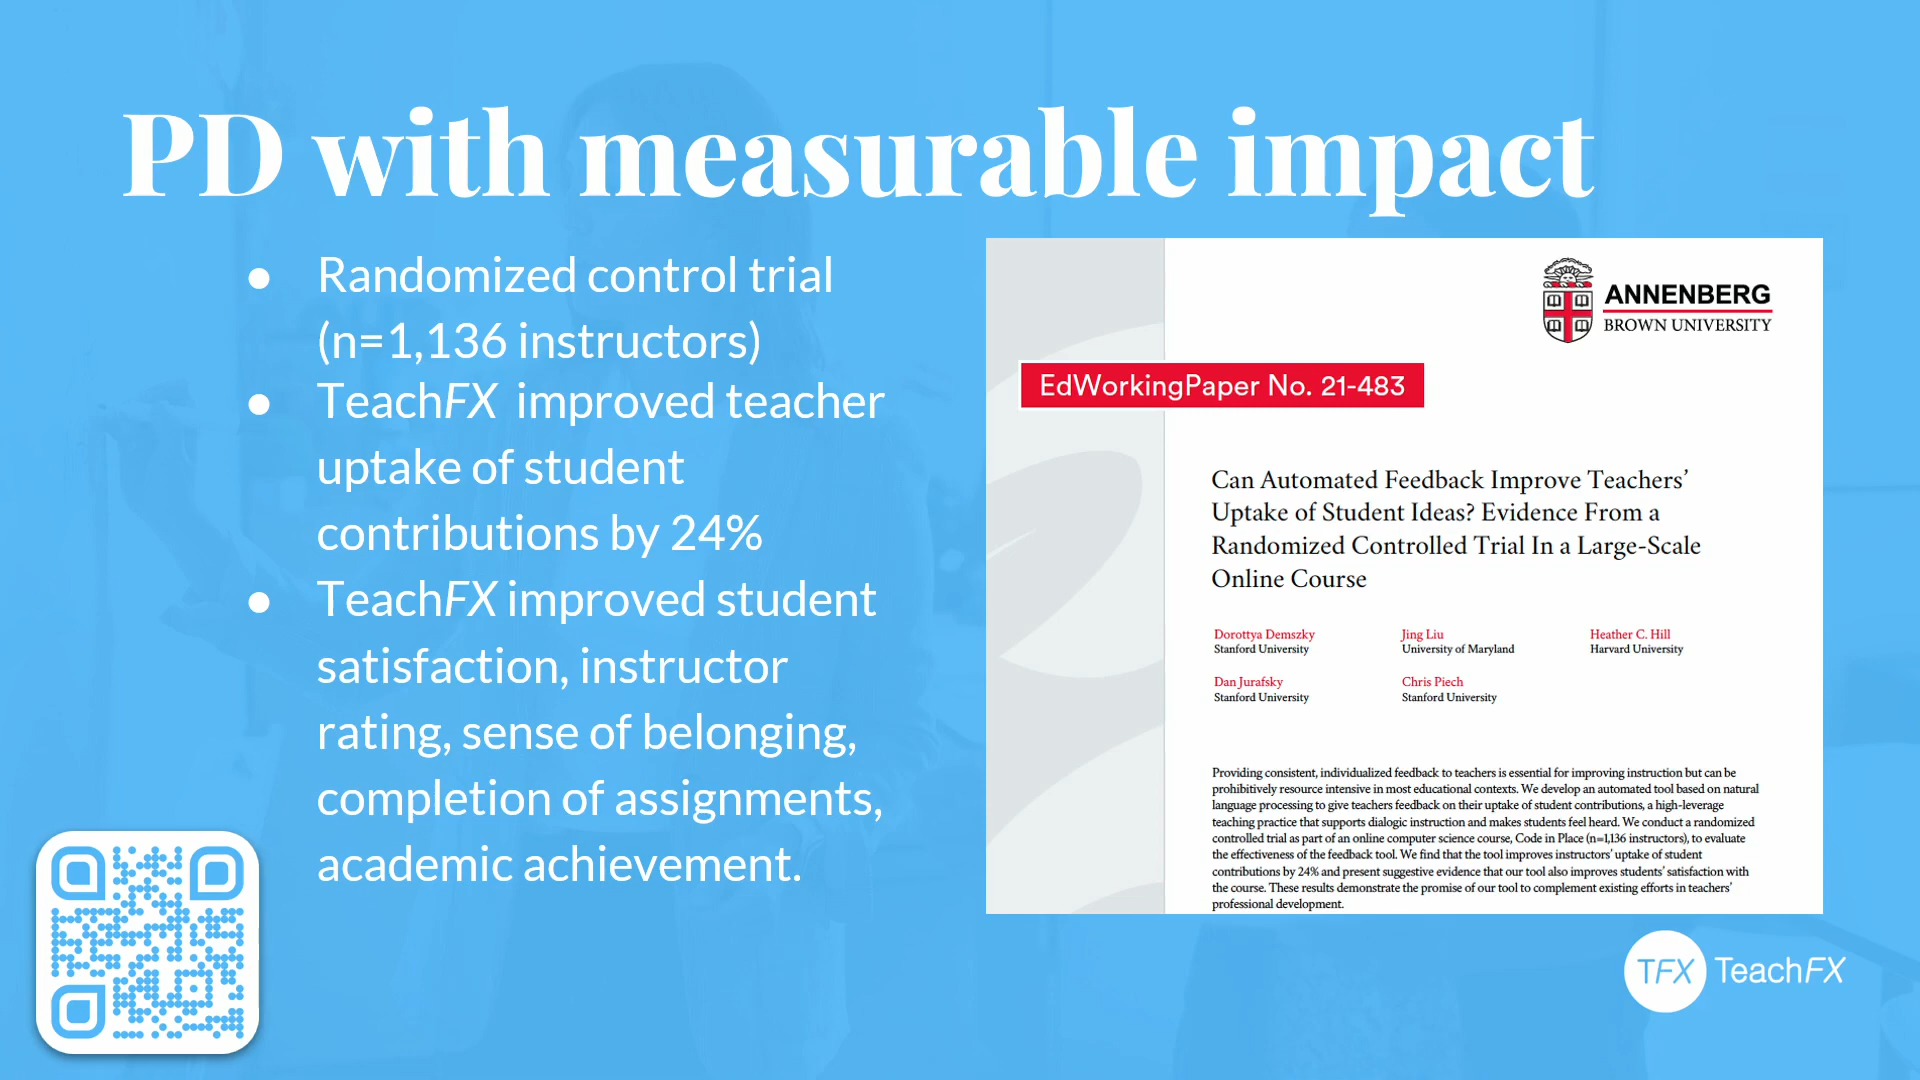 PD with measurable impact
● Randomized control trial
(n=1,136 instructors)
● TeachFX improved teacher
uptake of student
contributions by 24%
● TeachFX improved student
satisfaction, instructor
rating, sense of belonging,
completion of assignments,
academic achievement.
ANNENBERG
BROWN UNIVERSITY
EdWorkingPaper No. 21-483
Can Automated Feedback Improve Teachers’
Uptake of Student Ideas? Evidence From a
Randomized Controlled Trial In a Large-Scale
Online Course
Dorottya Demszky Jing Liu Heather C. Hill
Stanford University University of Maryland Harvard University
Dan Jurafsky Chris Piech
Stanford University Stanford University
Providing consistent, individualized feedback to teachers is essential for improving instruction but can be
prohibitively resource intensive in most educational contexts. We develop an automated tool based on natural
language processing to give teachers feedback on their uptake of student contributions, a high-leverage
teaching practice that supports dialogic instruction and makes students feel heard. We conduct a randomized
controlled trial as part of an online computer science course, Code in Place (n=1,136 instructors), to evaluate
the effectiveness of the feedback tool. We find that the tool improves instructors’ uptake of student
contributions by 24% and present suggestive evidence that our tool also improves students’ satisfaction with
the course. These results demonstrate the promise of our tool to complement existing efforts in teachers’
professional development.
TFX TeachFX